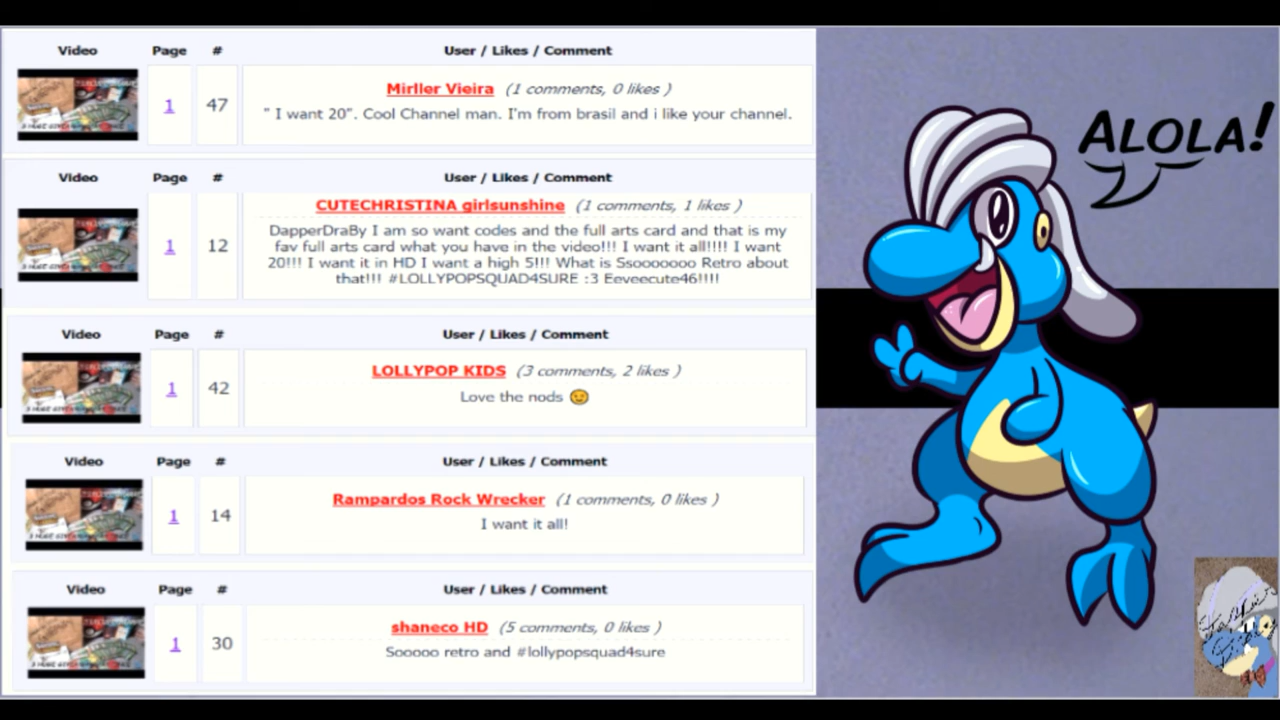 Video Page # User / Likes / Comment
1 47 Mirller Vieira (1 comments, 0 likes )
" I want 20". Cool Channel man. I'm from brasil and i like your channel.
Video Page # User / Likes / Comment
CUTECHRISTINA girlsunshine (1 comments, 1 likes )
DapperDraBy I am so want codes and the full arts card and that is my
1 12 fav full arts card what you have in the video!!! I want it all!!!! I want
20!!! I want it in HD I want a high 5!!! What is Ssooooooo Retro about
that!!! #LOLLYPOPSQUAD4SURE :3 Eeveecute46!!!!
Video Page # User / Likes / Comment
1 42 LOLLYPOP KIDS (3 comments, 2 likes )
Love the nods 😉
Video Page # User / Likes / Comment
1 14 Rampardos Rock Wrecker (1 comments, 0 likes )
I want it all!
Video Page # User / Likes / Comment
1 30 shaneco HD (5 comments, 0 likes )
Sooooo retro and #lollypopsquad4sure
ALOLA!